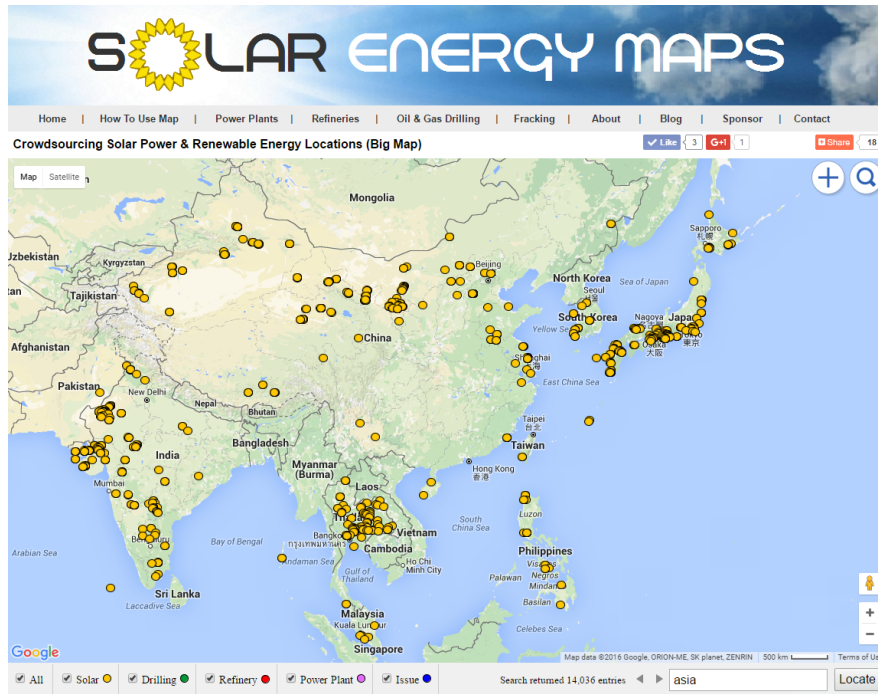 SOLAR ENERGY MAPS
Home | How To Use Map | Power Plants | Refineries | Oil & Gas Drilling | Fracking | About | Blog | Sponsor | Contact
Crowdsourcing Solar Power & Renewable Energy Locations (Big Map)
Like 3 G+1 1 Share 18
Map Satellite
Mongolia
Sapporo
札幌
Uzbekistan
Kyrgyzstan
Beijing
North Korea
Sea of Japan
Tajikistan
Seoul
서울
South Korea
Nagoya
Japan
Yellow Sea
Osaka
大阪
東京
China
Afghanistan
Shanghai
East China Sea
Pakistan
New Delhi
Nepal
Bhutan
Taipei
台北
Bangladesh
Taiwan
India
Myanmar
(Burma)
Hong Kong
香港
Mumbai
Laos
Luzon
South
China Sea
Vietnam
Bay of Bengal
กรุงเทพมหานคร
Cambodia
Philippines
Arabian Sea
Andaman Sea
Gulf of
Thailand
Ho Chi
Minh City
Palawan
Negros
Basilan
Sri Lanka
Laccadive Sea
Malaysia
Kuala Lumpur
Celebes Sea
Singapore
Google
Map data ©2016 Google, ORION-ME, SK planet, ZENRIN 500 km Terms of Us
All Solar Drilling Refinery Power Plant Issue Search returned 14,036 entries asia Locate